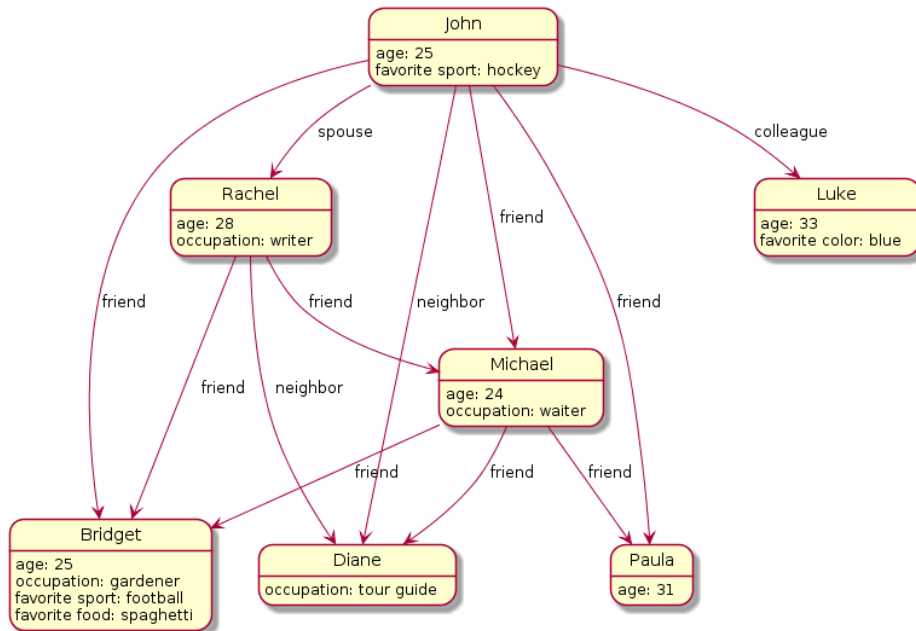 John
age: 25
favorite sport: hockey
spouse
colleague
Rachel
age: 28
occupation: writer
Luke
age: 33
favorite color: blue
friend
friend
friend
neighbor
friend
Michael
age: 24
occupation: waiter
friend
neighbor
friend
friend
friend
Bridget
age: 25
occupation: gardener
favorite sport: football
favorite food: spaghetti
Diane
occupation: tour guide
Paula
age: 31